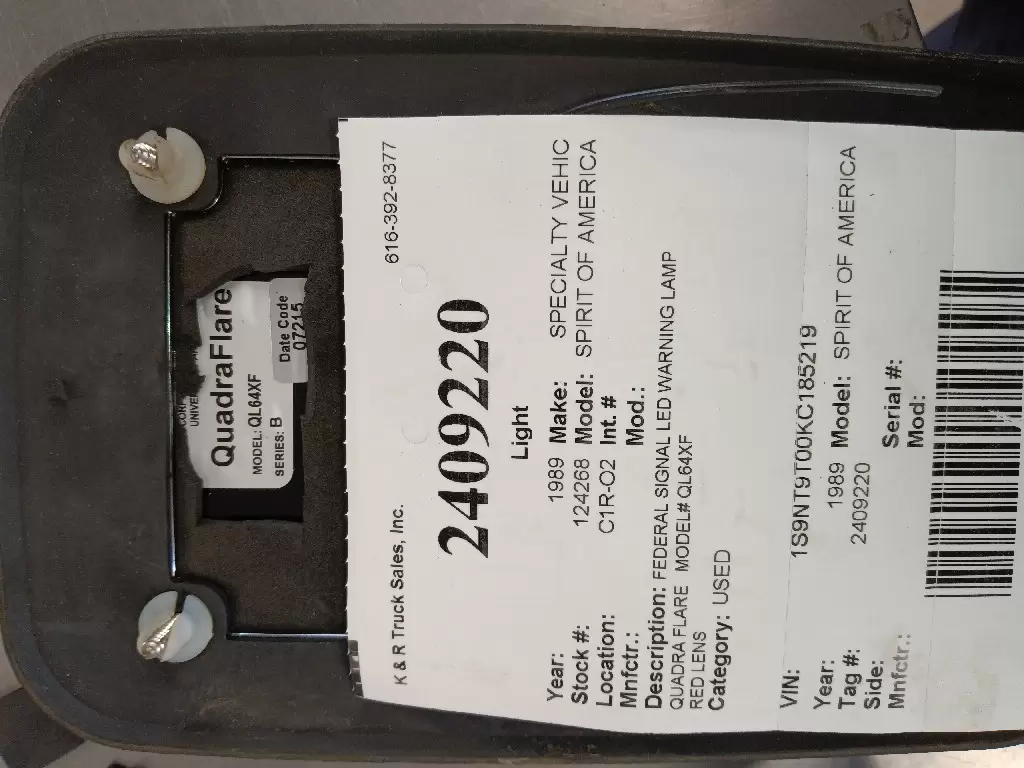 CORP
UNIVER
QuadraFlare
MODEL: QL64XF
SERIES: B
Date Code
07215
K & R Truck Sales, Inc. 616-392-8377
2409220
Light
Year: 1989 Make: SPECIALTY VEHIC
Stock #: 124268 Model: SPIRIT OF AMERICA
Location: C1R-O2 Int. #
Mnfctr.: Mod.:
Description: FEDERAL SIGNAL LED WARNING LAMP
QUADRA FLARE MODEL# QL64XF
RED LENS
Category: USED
VIN: 1S9NT9T00KC185219
Year: 1989 Model: SPIRIT OF AMERICA
Tag #: 2409220
Side: Serial #:
Mnfctr.: Mod: